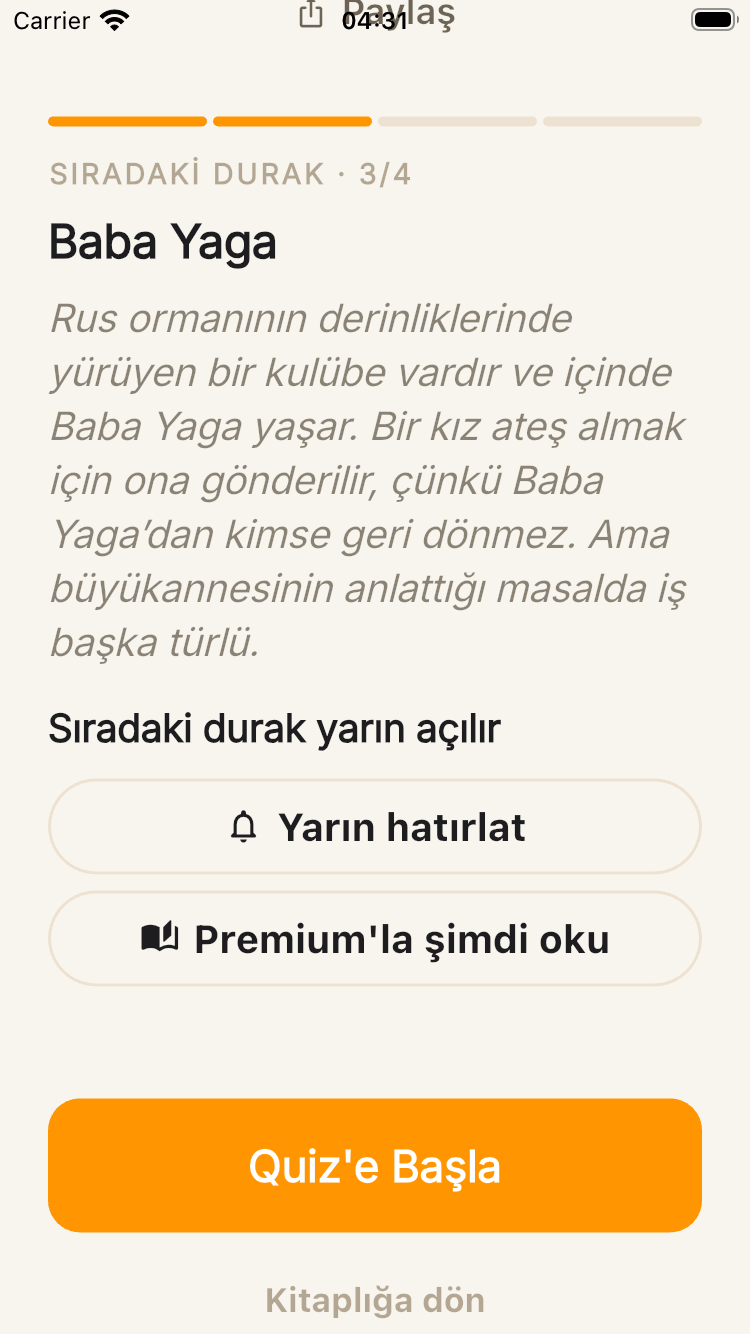 Carrier
Paylaş
04:31
SIRADAKİ DURAK · 3/4
Baba Yaga
Rus ormanının derinliklerinde
yürüyen bir kulübe vardır ve içinde
Baba Yaga yaşar. Bir kız ateş almak
için ona gönderilir, çünkü Baba
Yaga’dan kimse geri dönmez. Ama
büyükannesinin anlattığı masalda iş
başka türlü.
Sıradaki durak yarın açılır
Yarın hatırlat
Premium'la şimdi oku
Quiz'e Başla
Kitaplığa dön